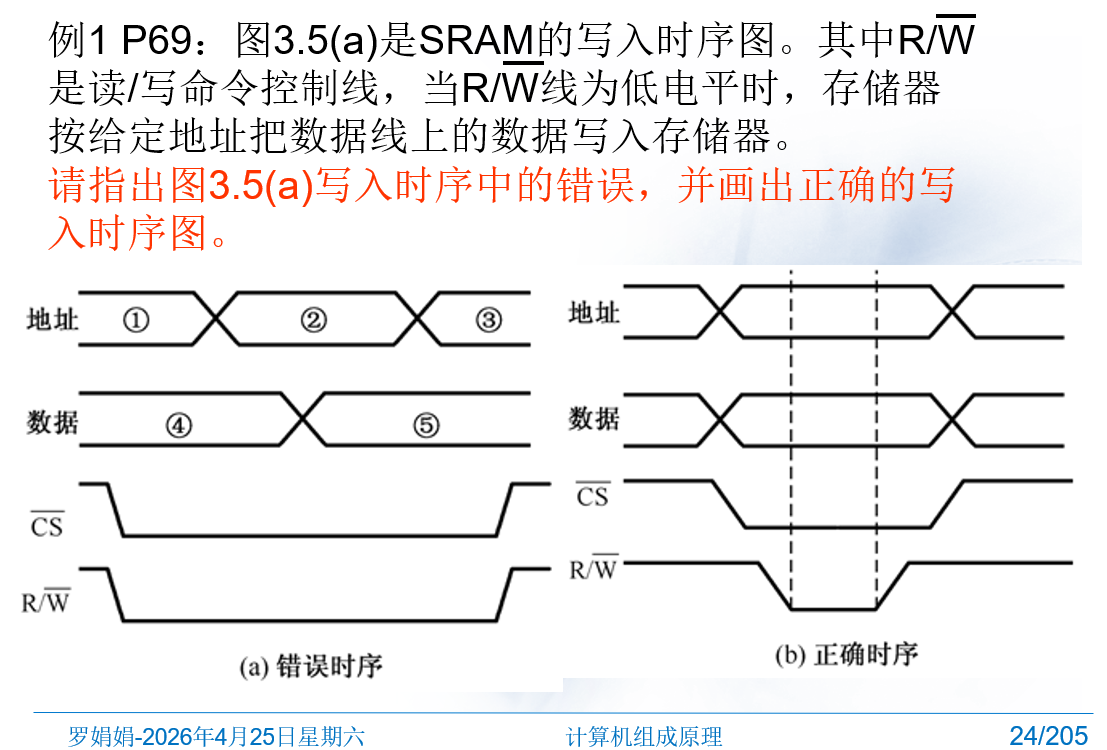 例1 P69：图3.5(a)是SRAM的写入时序图。其中R/W̅
是读/写命令控制线，当R/W̅线为低电平时，存储器
按给定地址把数据线上的数据写入存储器。
请指出图3.5(a)写入时序中的错误，并画出正确的写
入时序图。
地址 ① ② ③
数据 ④ ⑤
C̅S̅
R/W̅
(a) 错误时序
地址
数据
C̅S̅
R/W̅
(b) 正确时序
罗娟娟-2026年4月25日星期六 计算机组成原理 24/205